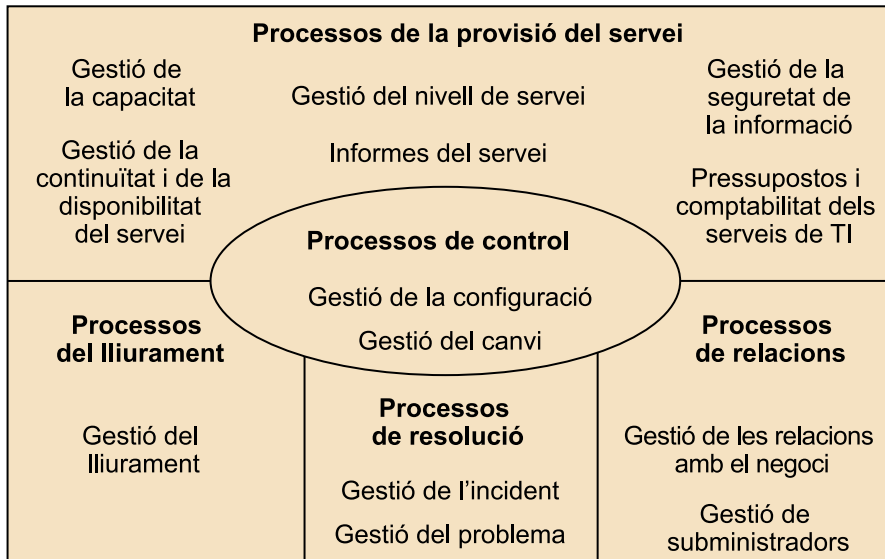 Processos de la provisió del servei
Gestió de
la capacitat
Gestió de la
continuïtat i de la
disponibilitat
del servei
Gestió del nivell de servei
Informes del servei
Gestió de la
seguretat de
la informació
Pressupostos i
comptabilitat dels
serveis de TI
Processos de control
Gestió de la configuració
Gestió del canvi
Processos
del lliurament
Gestió del
lliurament
Processos
de resolució
Gestió de l’incident
Gestió del problema
Processos
de relacions
Gestió de les relacions
amb el negoci
Gestió de
subministradors